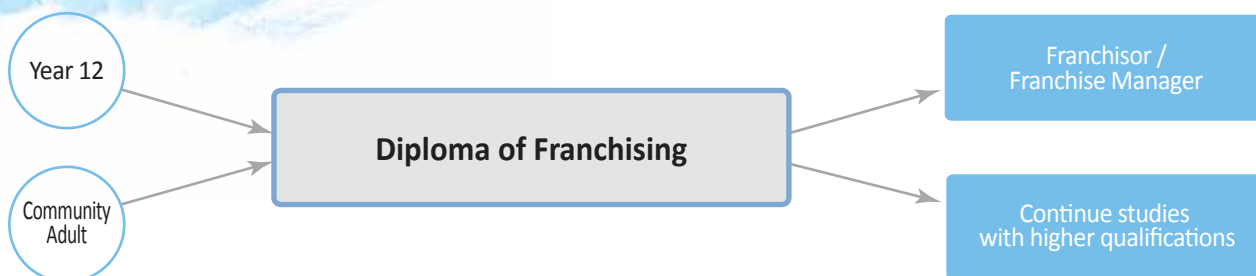 Year 12
Community
Adult
Diploma of Franchising
Franchisor /
Franchise Manager
Continue studies
with higher qualifications